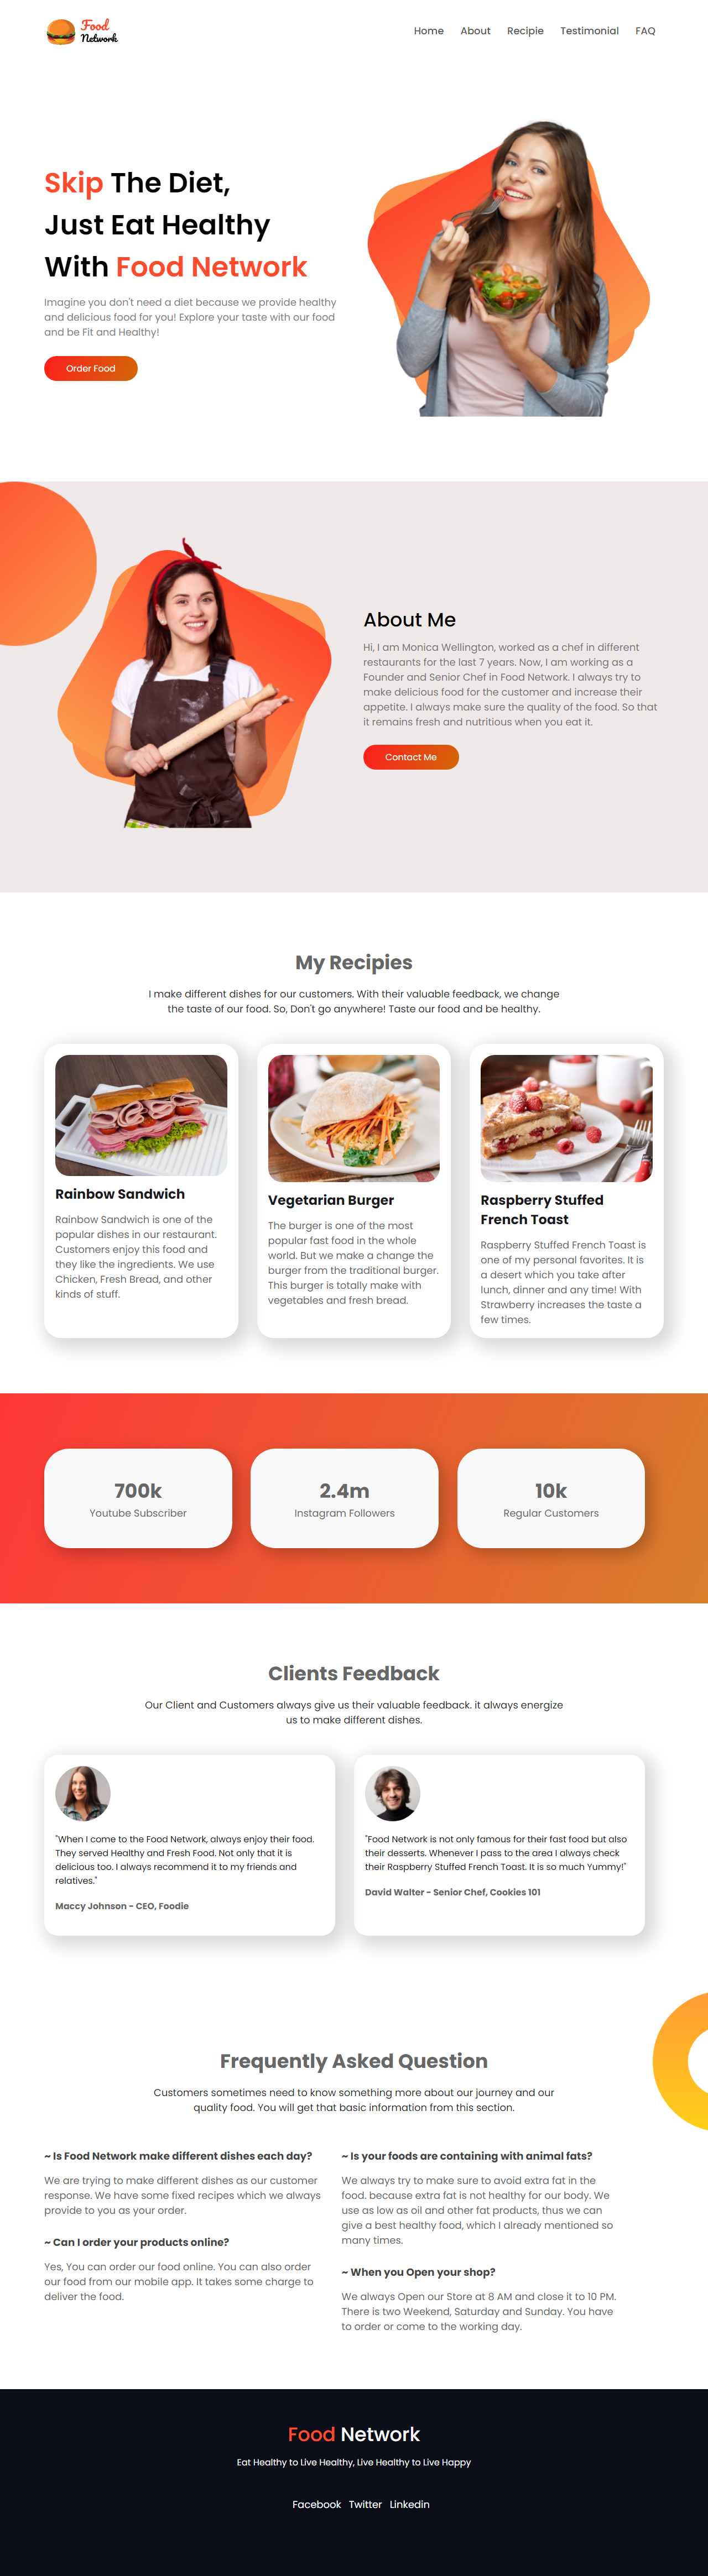 Food
Network
Home About Recipie Testimonial FAQ
Skip The Diet,
Just Eat Healthy
With Food Network
Imagine you don't need a diet because we provide healthy
and delicious food for you! Explore your taste with our food
and be Fit and Healthy!
Order Food
About Me
Hi, I am Monica Wellington, worked as a chef in different
restaurants for the last 7 years. Now, I am working as a
Founder and Senior Chef in Food Network. I always try to
make delicious food for the customer and increase their
appetite. I always make sure the quality of the food. So that
it remains fresh and nutritious when you eat it.
Contact Me
My Recipies
I make different dishes for our customers. With their valuable feedback, we change
the taste of our food. So, Don't go anywhere! Taste our food and be healthy.
Rainbow Sandwich
Rainbow Sandwich is one of the
popular dishes in our restaurant.
Customers enjoy this food and
they like the ingredients. We use
Chicken, Fresh Bread, and other
kinds of stuff.
Vegetarian Burger
The burger is one of the most
popular fast food in the whole
world. But we make a change the
burger from the traditional burger.
This burger is totally make with
vegetables and fresh bread.
Raspberry Stuffed
French Toast
Raspberry Stuffed French Toast is
one of my personal favorites. It is
a desert which you take after
lunch, dinner and any time! With
Strawberry increases the taste a
few times.
700k
Youtube Subscriber
2.4m
Instagram Followers
10k
Regular Customers
Clients Feedback
Our Client and Customers always give us their valuable feedback. it always energize
us to make different dishes.
"When I come to the Food Network, always enjoy their food.
They served Healthy and Fresh Food. Not only that it is
delicious too. I always recommend it to my friends and
relatives."
Maccy Johnson - CEO, Foodie
"Food Network is not only famous for their fast food but also
their desserts. Whenever I pass to the area I always check
their Raspberry Stuffed French Toast. It is so much Yummy!"
David Walter - Senior Chef, Cookies 101
Frequently Asked Question
Customers sometimes need to know something more about our journey and our
quality food. You will get that basic information from this section.
~ Is Food Network make different dishes each day?
We are trying to make different dishes as our customer
response. We have some fixed recipes which we always
provide to you as your order.
~ Can I order your products online?
Yes, You can order our food online. You can also order
our food from our mobile app. It takes some charge to
deliver the food.
~ Is your foods are containing with animal fats?
We always try to make sure to avoid extra fat in the
food. because extra fat is not healthy for our body. We
use as low as oil and other fat products, thus we can
give a best healthy food, which I already mentioned so
many times.
~ When you Open your shop?
We always Open our Store at 8 AM and close it to 10 PM.
There is two Weekend, Saturday and Sunday. You have
to order or come to the working day.
Food Network
Eat Healthy to Live Healthy, Live Healthy to Live Happy
Facebook Twitter Linkedin